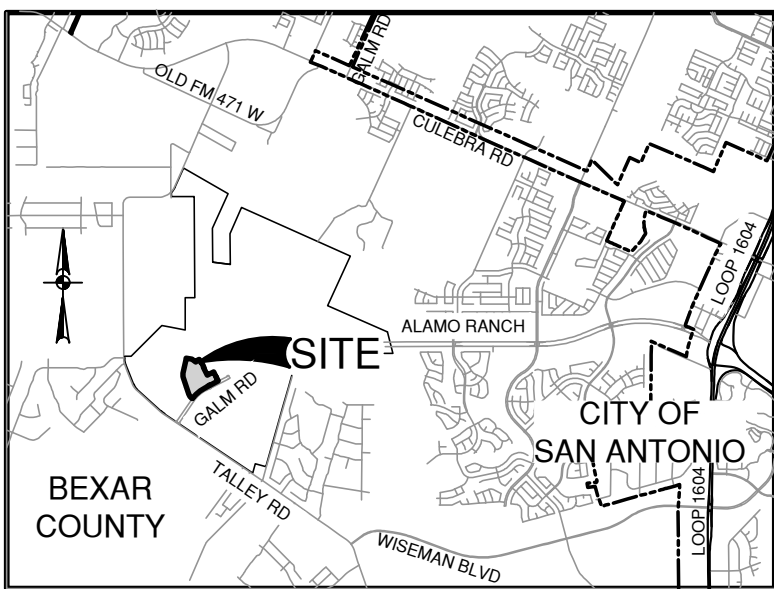 GALM RD
OLD FM 471 W
CULEBRA RD
LOOP 1604
ALAMO RANCH
SITE
GALM RD
CITY OF
SAN ANTONIO
BEXAR
COUNTY
TALLEY RD
LOOP 1604
WISEMAN BLVD